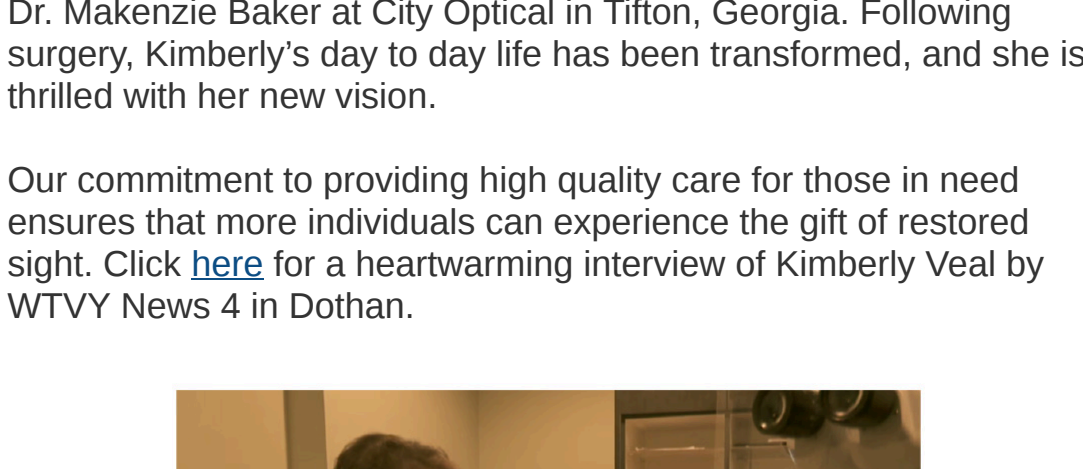 Dr. Makenzie Baker at City Optical in Tifton, Georgia. Following
surgery, Kimberly’s day to day life has been transformed, and she is
thrilled with her new vision.
Our commitment to providing high quality care for those in need
ensures that more individuals can experience the gift of restored
sight. Click here for a heartwarming interview of Kimberly Veal by
WTVY News 4 in Dothan.